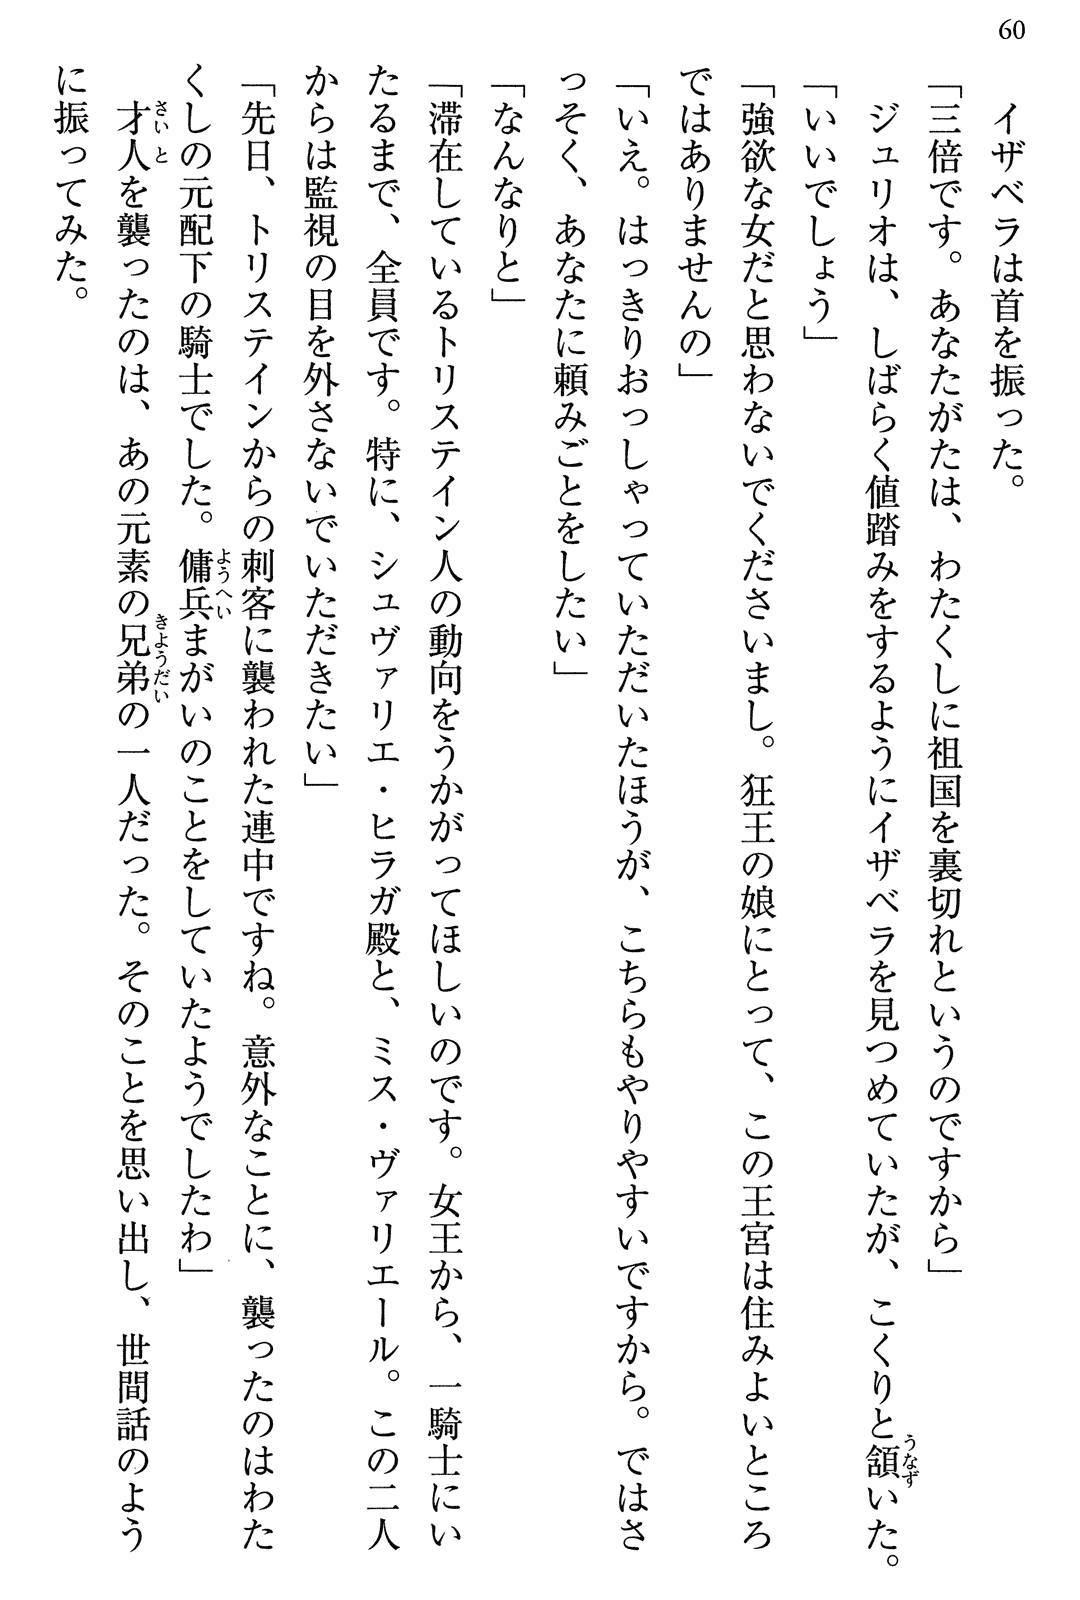 60
イザベラは首を振った。
「三倍です。あなたがたは、わたくしに祖国を裏切れというのですから」
ジュリオは、しばらく値踏みをするようにイザベラを見つめていたが、こくりと頷いた。
うなず
「いいでしょう」
「強欲な女だと思わないでくださいまし。狂王の娘にとって、この王宮は住みよいところ
ではありませんの」
「いえ。はっきりおっしゃっていただいたほうが、こちらもやりやすいですから。ではさ
っそく、あなたに頼みごとをしたい」
「なんなりと」
「滞在しているトリステイン人の動向をうかがってほしいのです。女王から、一騎士にい
たるまで、全員です。特に、シュヴァリエ・ヒラガ殿と、ミス・ヴァリエール。この二人
からは監視の目を外さないでいただきたい」
「先日、トリステインからの刺客に襲われた連中ですね。意外なことに、襲ったのはわた
くしの元配下の騎士でした。傭兵まがいのことをしていたようでしたわ」
ようへい
才人を襲ったのは、あの元素の兄弟の一人だった。そのことを思い出し、世間話のよう
さいと
きようだい
に振ってみた。